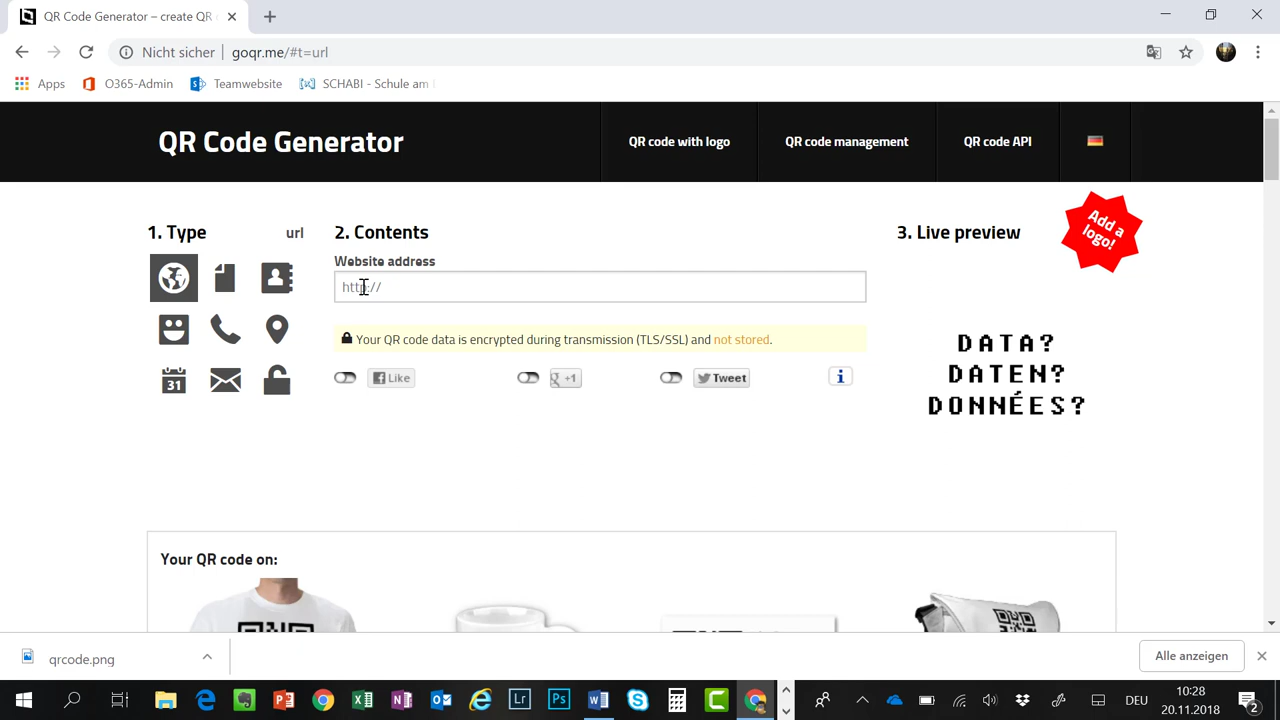 QR Code Generator – create QR
Nicht sicher | goqr.me/#t=url
Apps O365-Admin Teamwebsite SCHABI - Schule am
QR Code Generator
QR code with logo QR code management QR code API
1. Type url
2. Contents
3. Live preview
Add a
logo!
Website address
http://
Your QR code data is encrypted during transmission (TLS/SSL) and not stored.
Like +1 Tweet
31
DATA?
DATEN?
DONNÉES?
Your QR code on:
qrcode.png
Alle anzeigen
DEU
10:28
20.11.2018
2